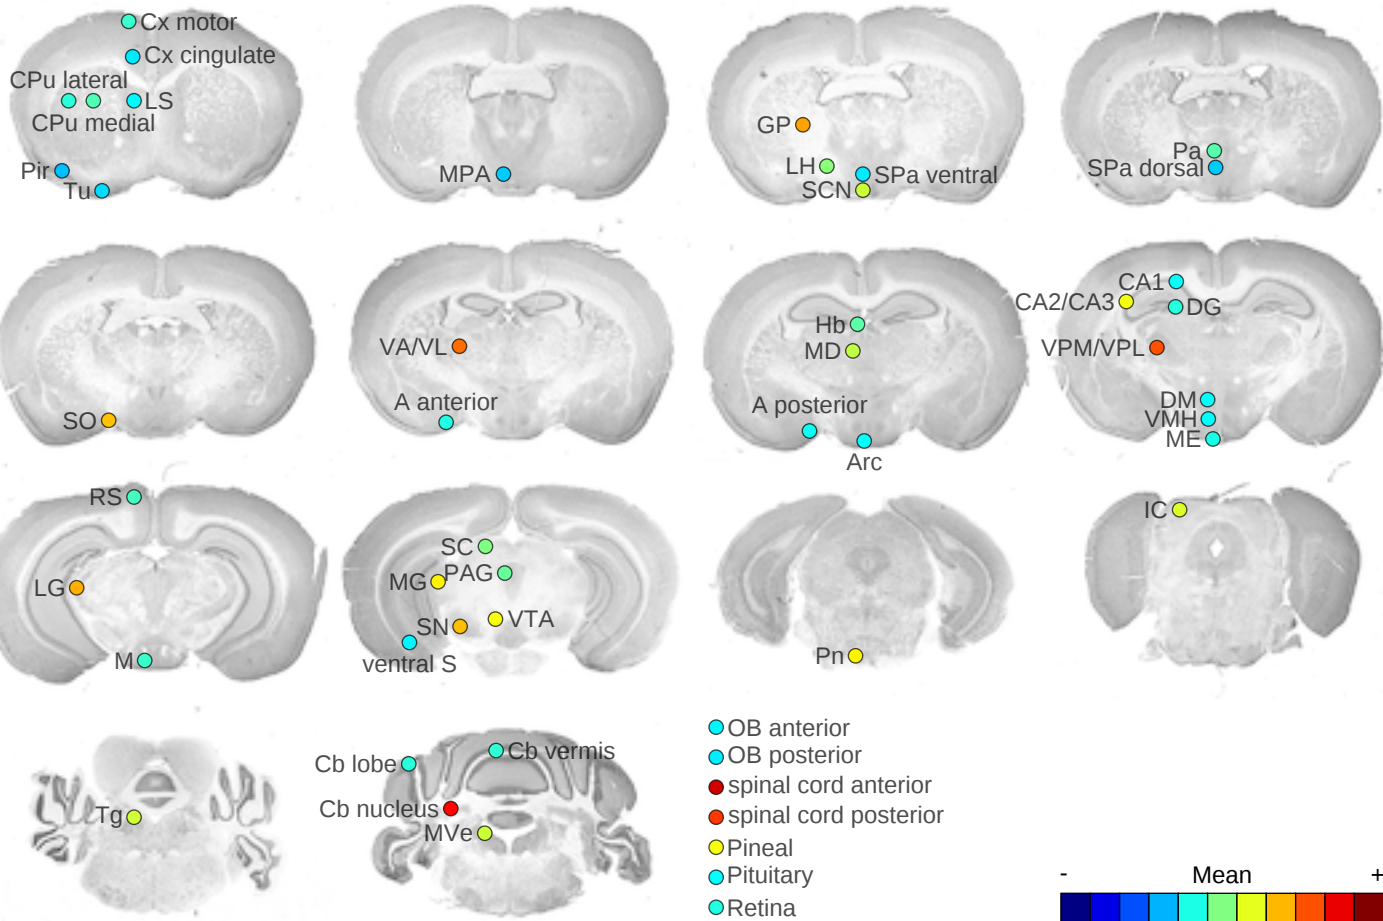 Cx motor
Cx cingulate
CPu lateral
LS
CPu medial
Pir
Tu
MPA
GP
LH
SPa ventral
SCN
Pa
SPa dorsal
SO
VA/VL
A anterior
Hb
MD
A posterior
Arc
CA1
CA2/CA3
DG
VPM/VPL
DM
VMH
ME
RS
LG
M
SC
PAG
MG
VTA
SN
ventral S
Pn
IC
Tg
Cb lobe
Cb vermis
Cb nucleus
MVe
OB anterior
OB posterior
spinal cord anterior
spinal cord posterior
Pineal
Pituitary
Retina
- Mean +